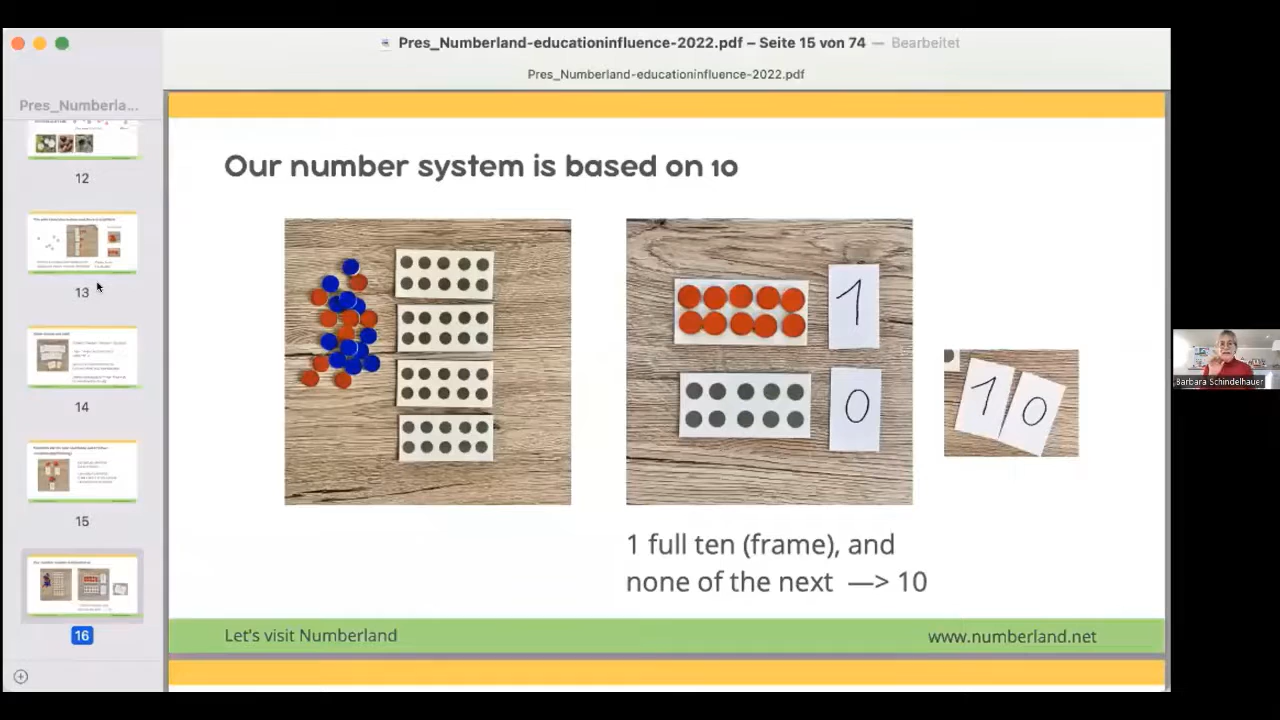 Pres_Numberland-educationinfluence-2022.pdf – Seite 15 von 74 — Bearbeitet
Pres_Numberland-educationinfluence-2022.pdf
Pres_Numberla...
12
13
14
15
16
Our number system is based on 10
1
0
10
1 full ten (frame), and
none of the next —> 10
Let's visit Numberland
www.numberland.net
Barbara Schindelhauer